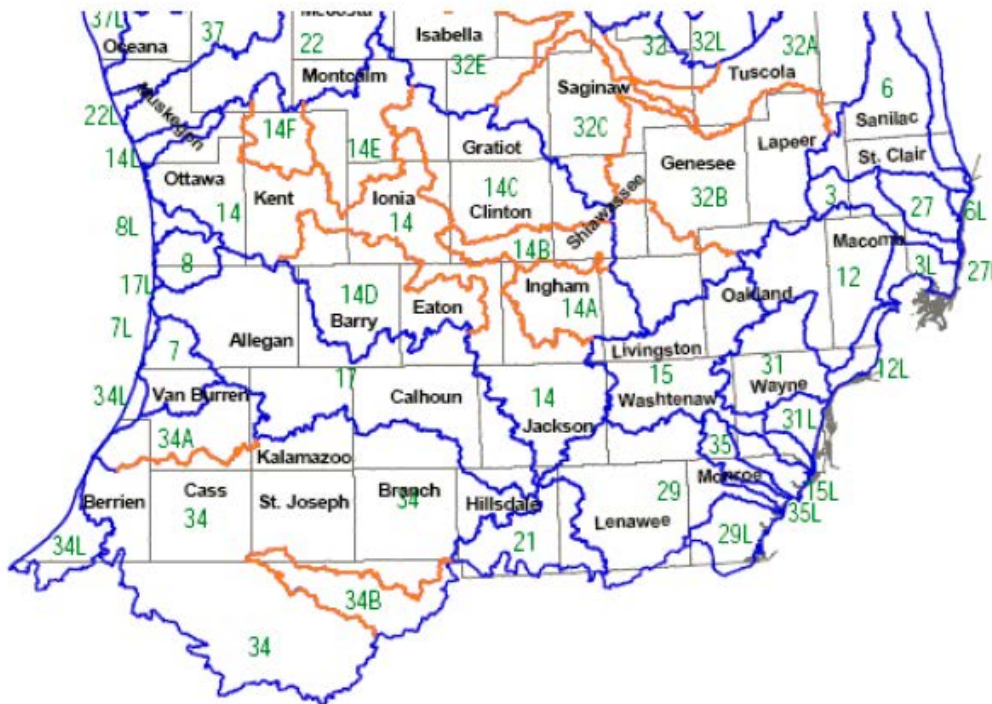 37L
Oceana
37
Mecosta
22
Isabella
32
32L
32A
32E
Montcalm
Saginaw
Tuscola
6
Muskegon
22L
14F
14E
32C
Sanilac
Gratiot
Lapeer
14L
Genesee
St. Clair
Ottawa
Kent
Ionia
14C
32B
3
27
6L
14
14
Clinton
Shiawassee
8L
14B
Macomb
8
3L
27L
12
17L
14D
Ingham
Oakland
Barry
Eaton
14A
7L
7
Allegan
Livingston
31
12L
17
15
Wayne
34L
Van Burren
Calhoun
14
Washtenaw
31L
34A
Jackson
35
Kalamazoo
Monroe
Berrien
Cass
St. Joseph
Branch
34
Hillsdale
29
15L
34
Lenawee
35L
34L
21
29L
34B
34